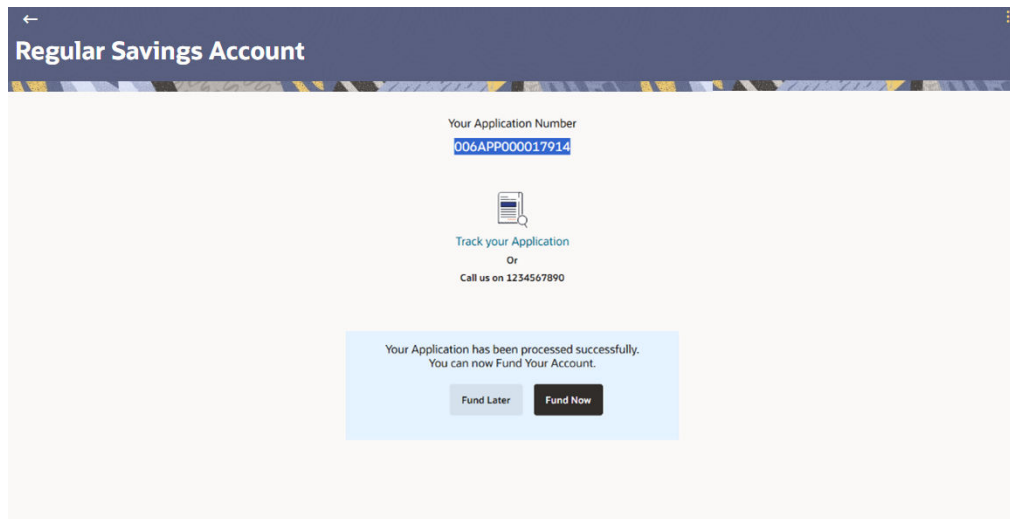 Regular Savings Account
Your Application Number
006APP000017914
Track your Application
Or
Call us on 1234567890
Your Application has been processed successfully.
You can now Fund Your Account.
Fund Later
Fund Now